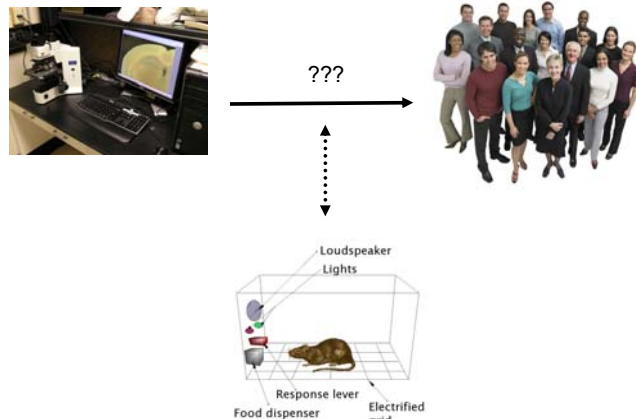 ???
Loudspeaker
Lights
Response lever
Food dispenser
Electrified